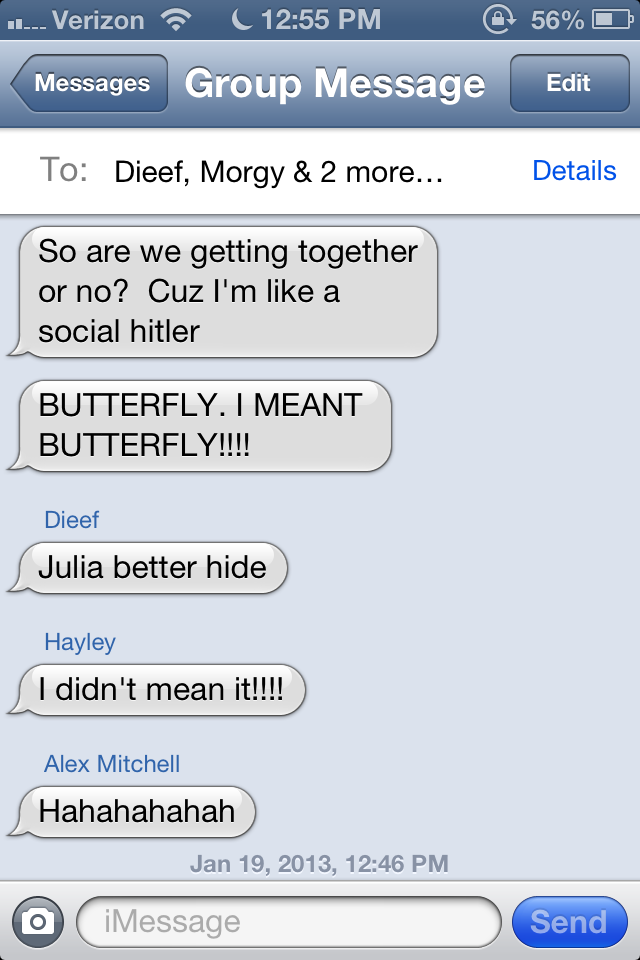 Verizon 12:55 PM 56%
Messages Group Message Edit
To: Dieef, Morgy & 2 more... Details
So are we getting together
or no?  Cuz I'm like a
social hitler
BUTTERFLY. I MEANT
BUTTERFLY!!!!
Dieef
Julia better hide
Hayley
I didn't mean it!!!!
Alex Mitchell
Hahahahahah
Jan 19, 2013, 12:46 PM
iMessage Send